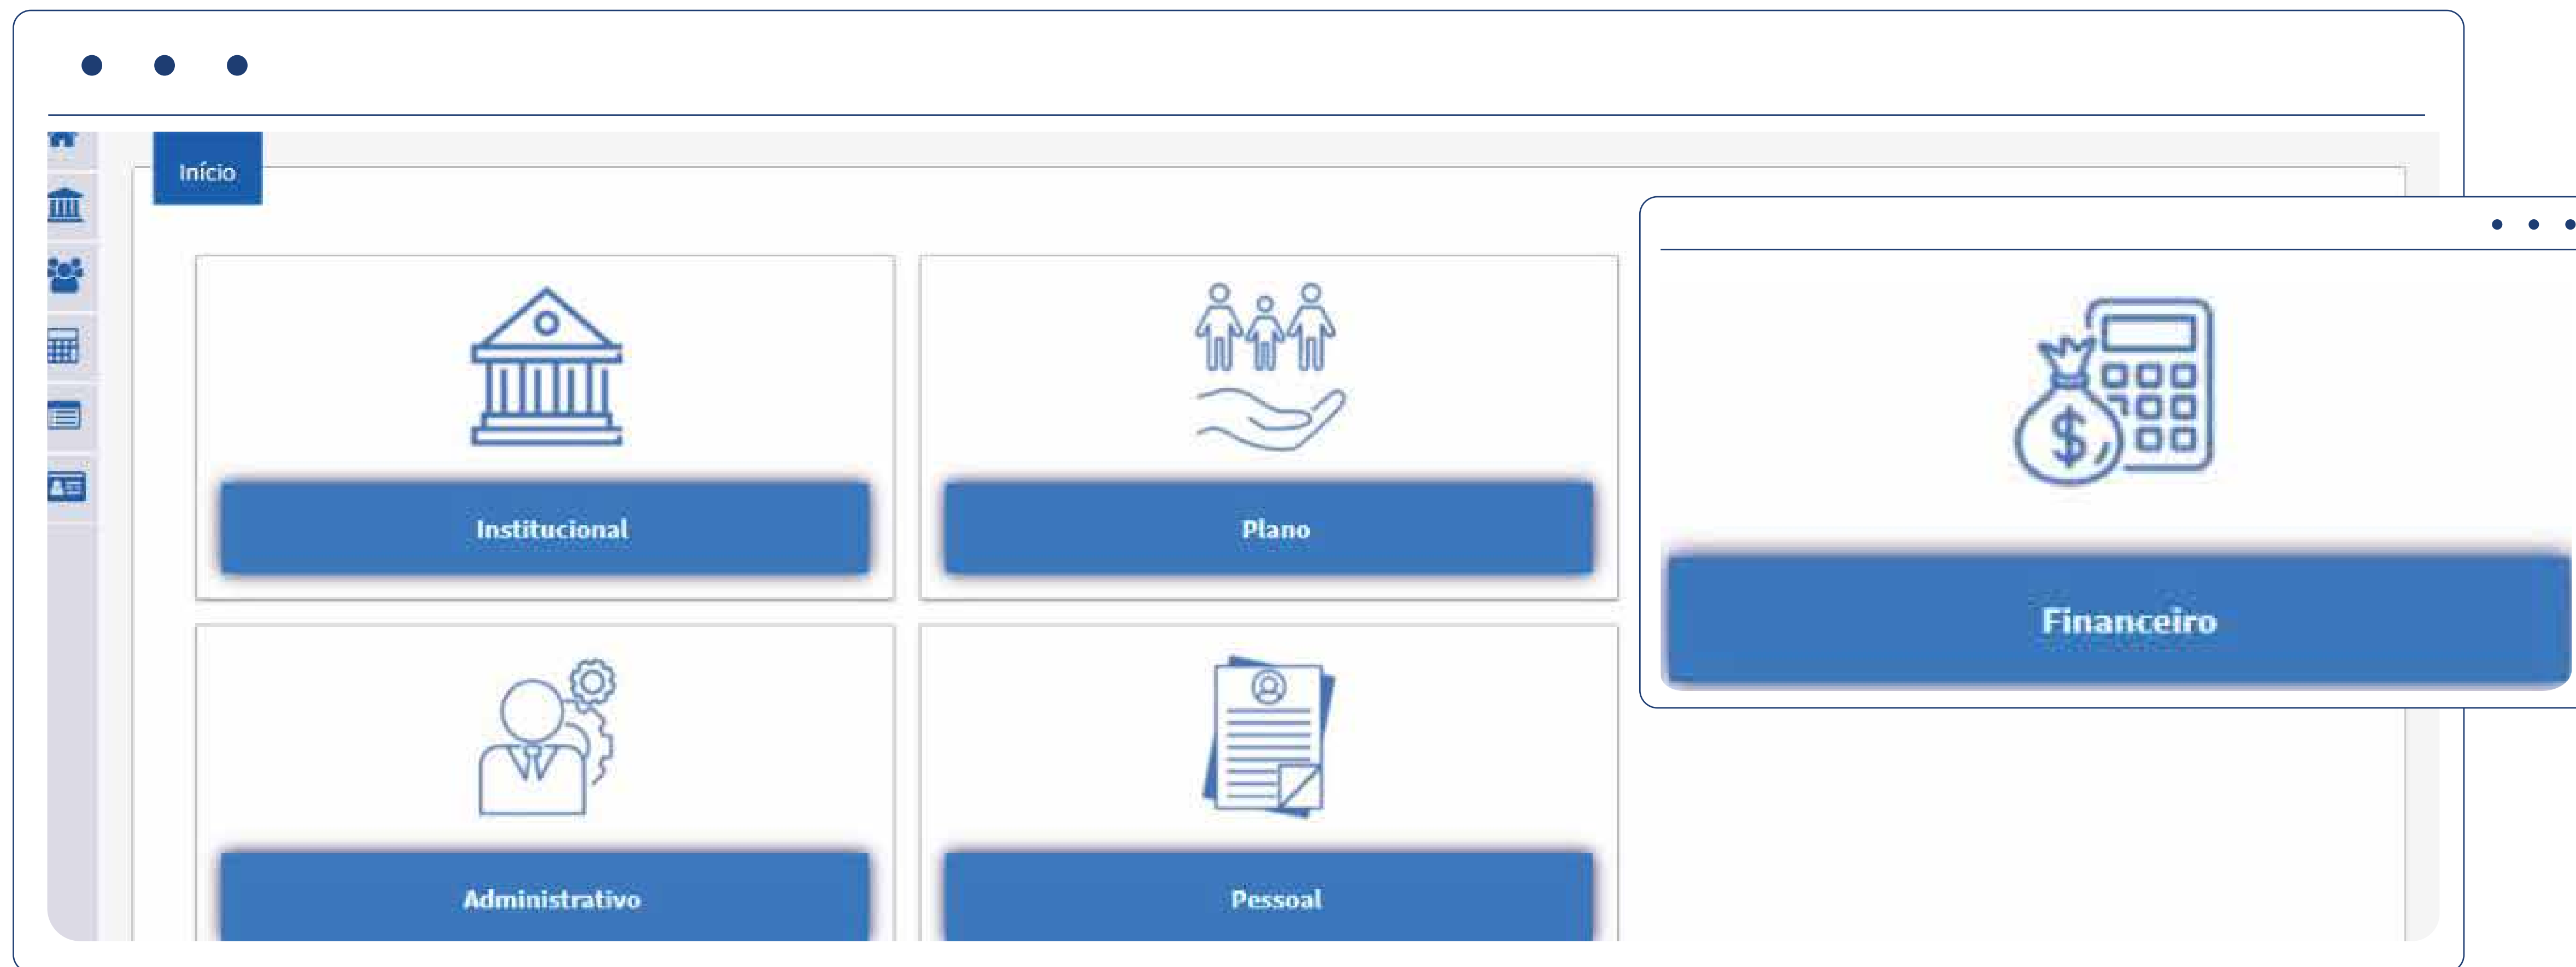 Início
Institucional
Plano
Financeiro
Administrativo
Pessoal